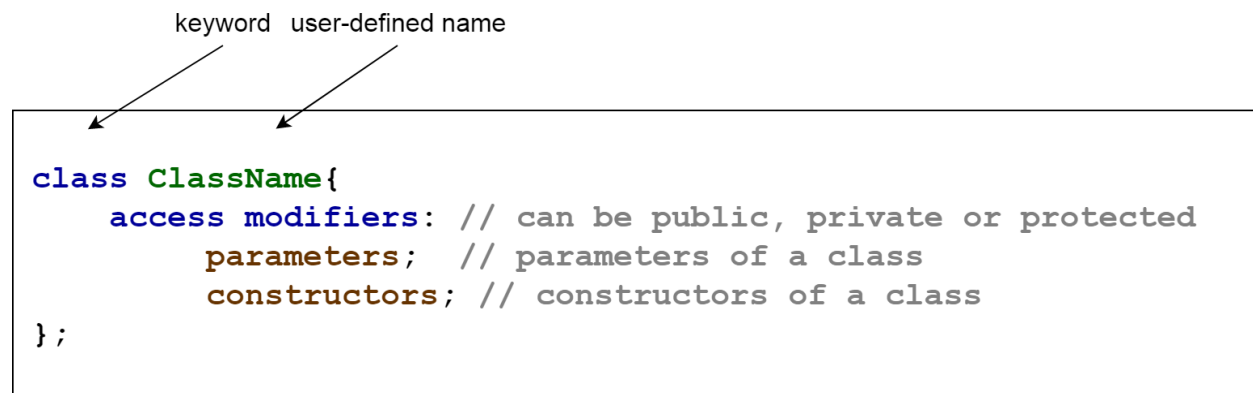 keyword user-defined name
class ClassName{
access modifiers: // can be public, private or protected
parameters; // parameters of a class
constructors; // constructors of a class
};